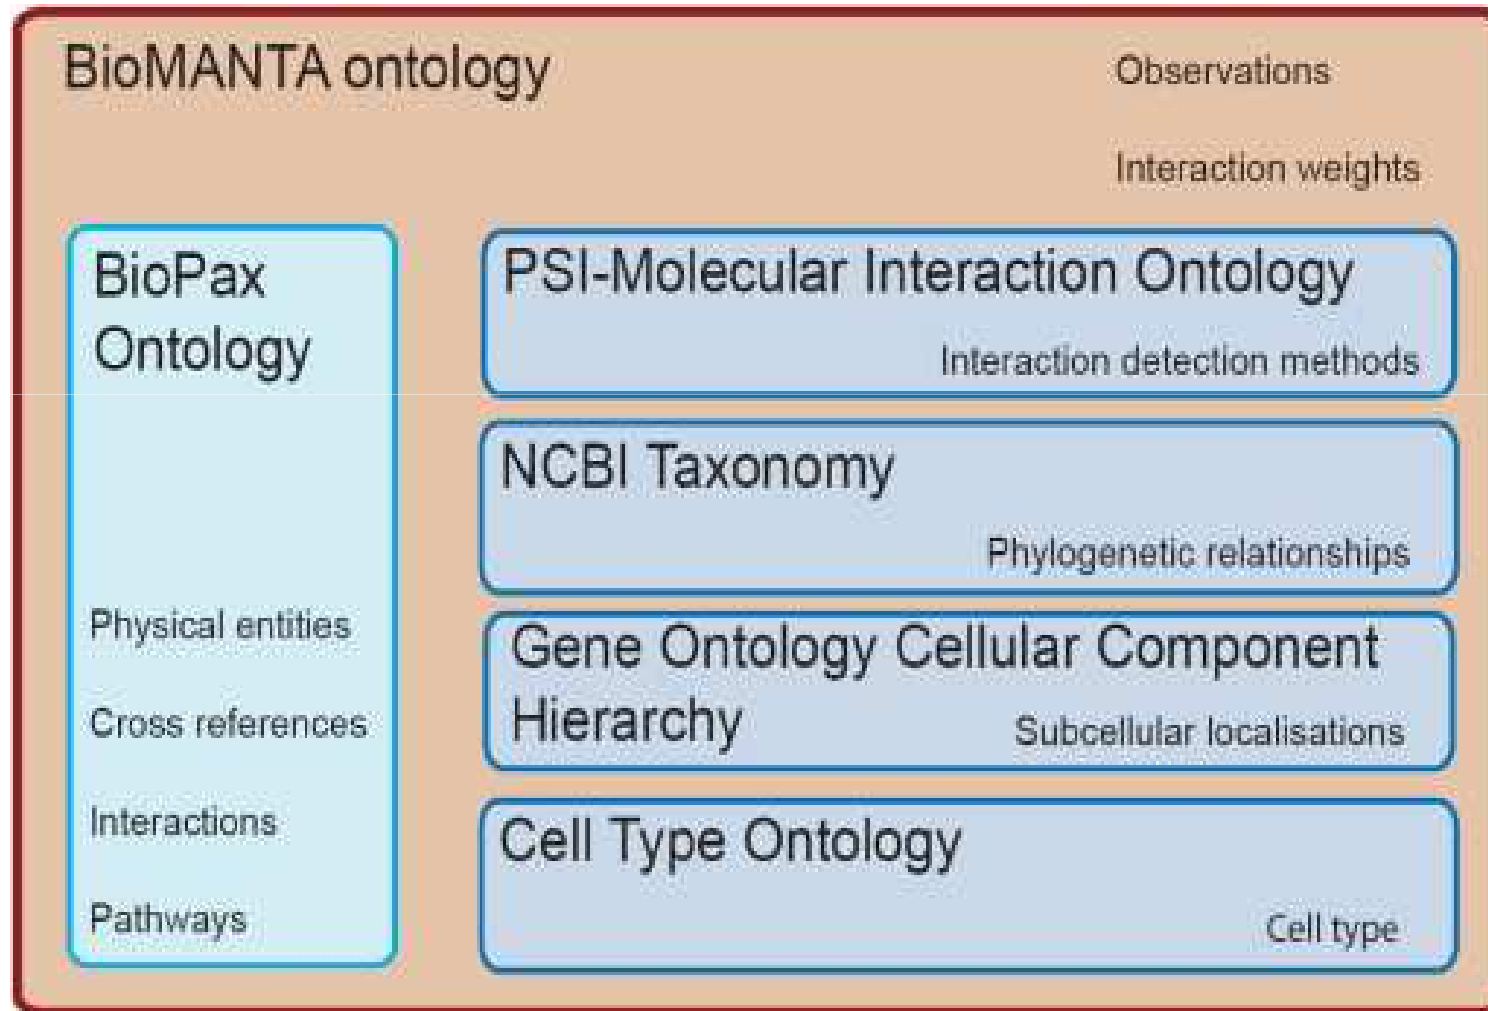 BioMANTA ontology
Observations
Interaction weights
BioPax
Ontology
Physical entities
Cross references
Interactions
Pathways
PSI-Molecular Interaction Ontology
Interaction detection methods
NCBI Taxonomy
Phylogenetic relationships
Gene Ontology Cellular Component
Hierarchy
Subcellular localisations
Cell Type Ontology
Cell type